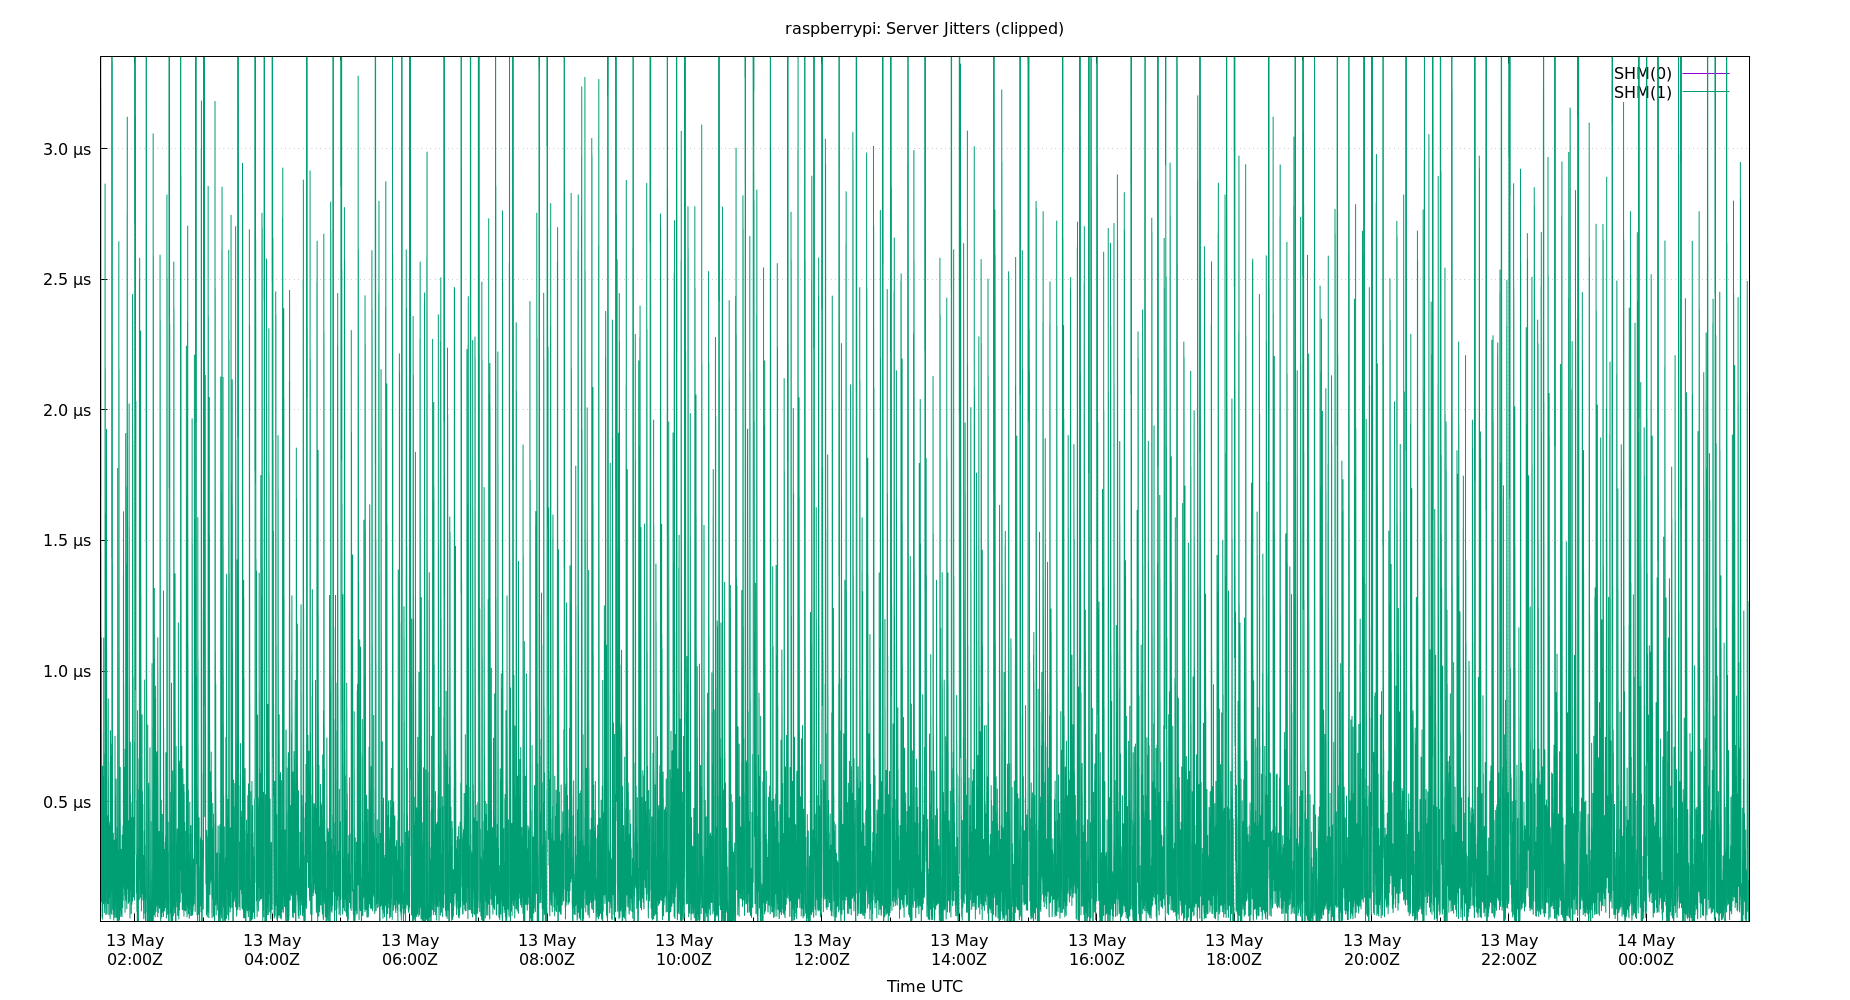 raspberrypi: Server Jitters (clipped)
SHM(0)
SHM(1)
3.0 µs
2.5 µs
2.0 µs
1.5 µs
1.0 µs
0.5 µs
13 May 13 May 13 May 13 May 13 May 13 May 13 May 13 May 13 May 13 May 13 May 14 May
02:00Z 04:00Z 06:00Z 08:00Z 10:00Z 12:00Z 14:00Z 16:00Z 18:00Z 20:00Z 22:00Z 00:00Z
Time UTC